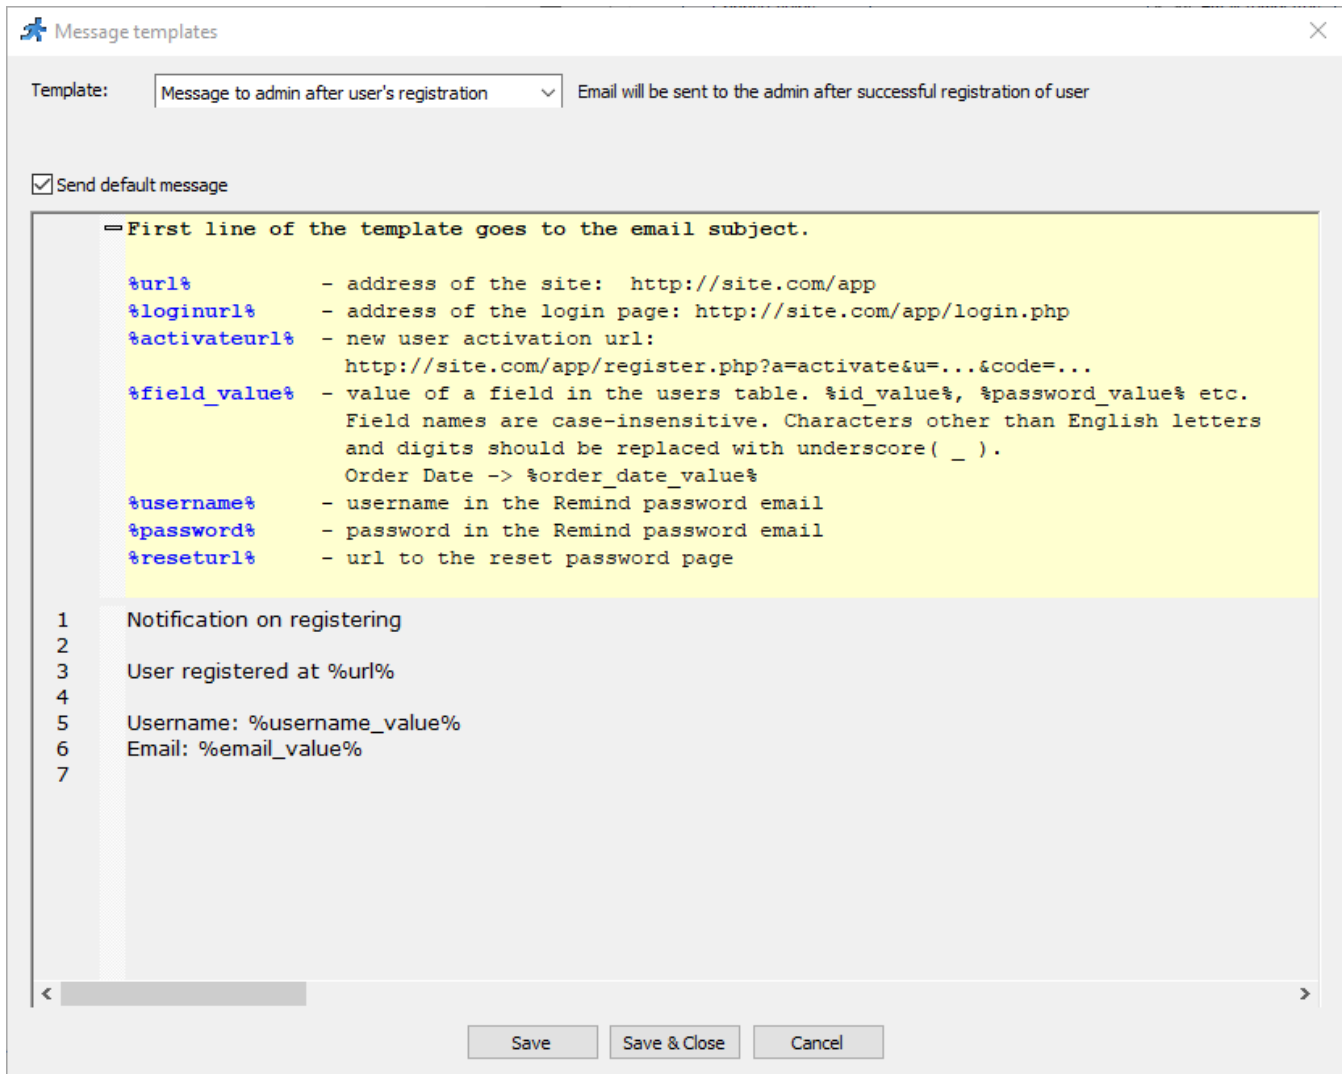 Message templates
Template: Message to admin after user's registration Email will be sent to the admin after successful registration of user
Send default message
First line of the template goes to the email subject.
%url% - address of the site: http://site.com/app
%loginurl% - address of the login page: http://site.com/app/login.php
%activateurl% - new user activation url:
http://site.com/app/register.php?a=activate&u=...&code=...
%field_value% - value of a field in the users table. %id_value%, %password_value% etc.
Field names are case-insensitive. Characters other than English letters
and digits should be replaced with underscore( _ ).
Order Date -> %order_date_value%
%username% - username in the Remind password email
%password% - password in the Remind password email
%reseturl% - url to the reset password page
1 Notification on registering
2
3 User registered at %url%
4
5 Username: %username_value%
6 Email: %email_value%
7
Save Save & Close Cancel